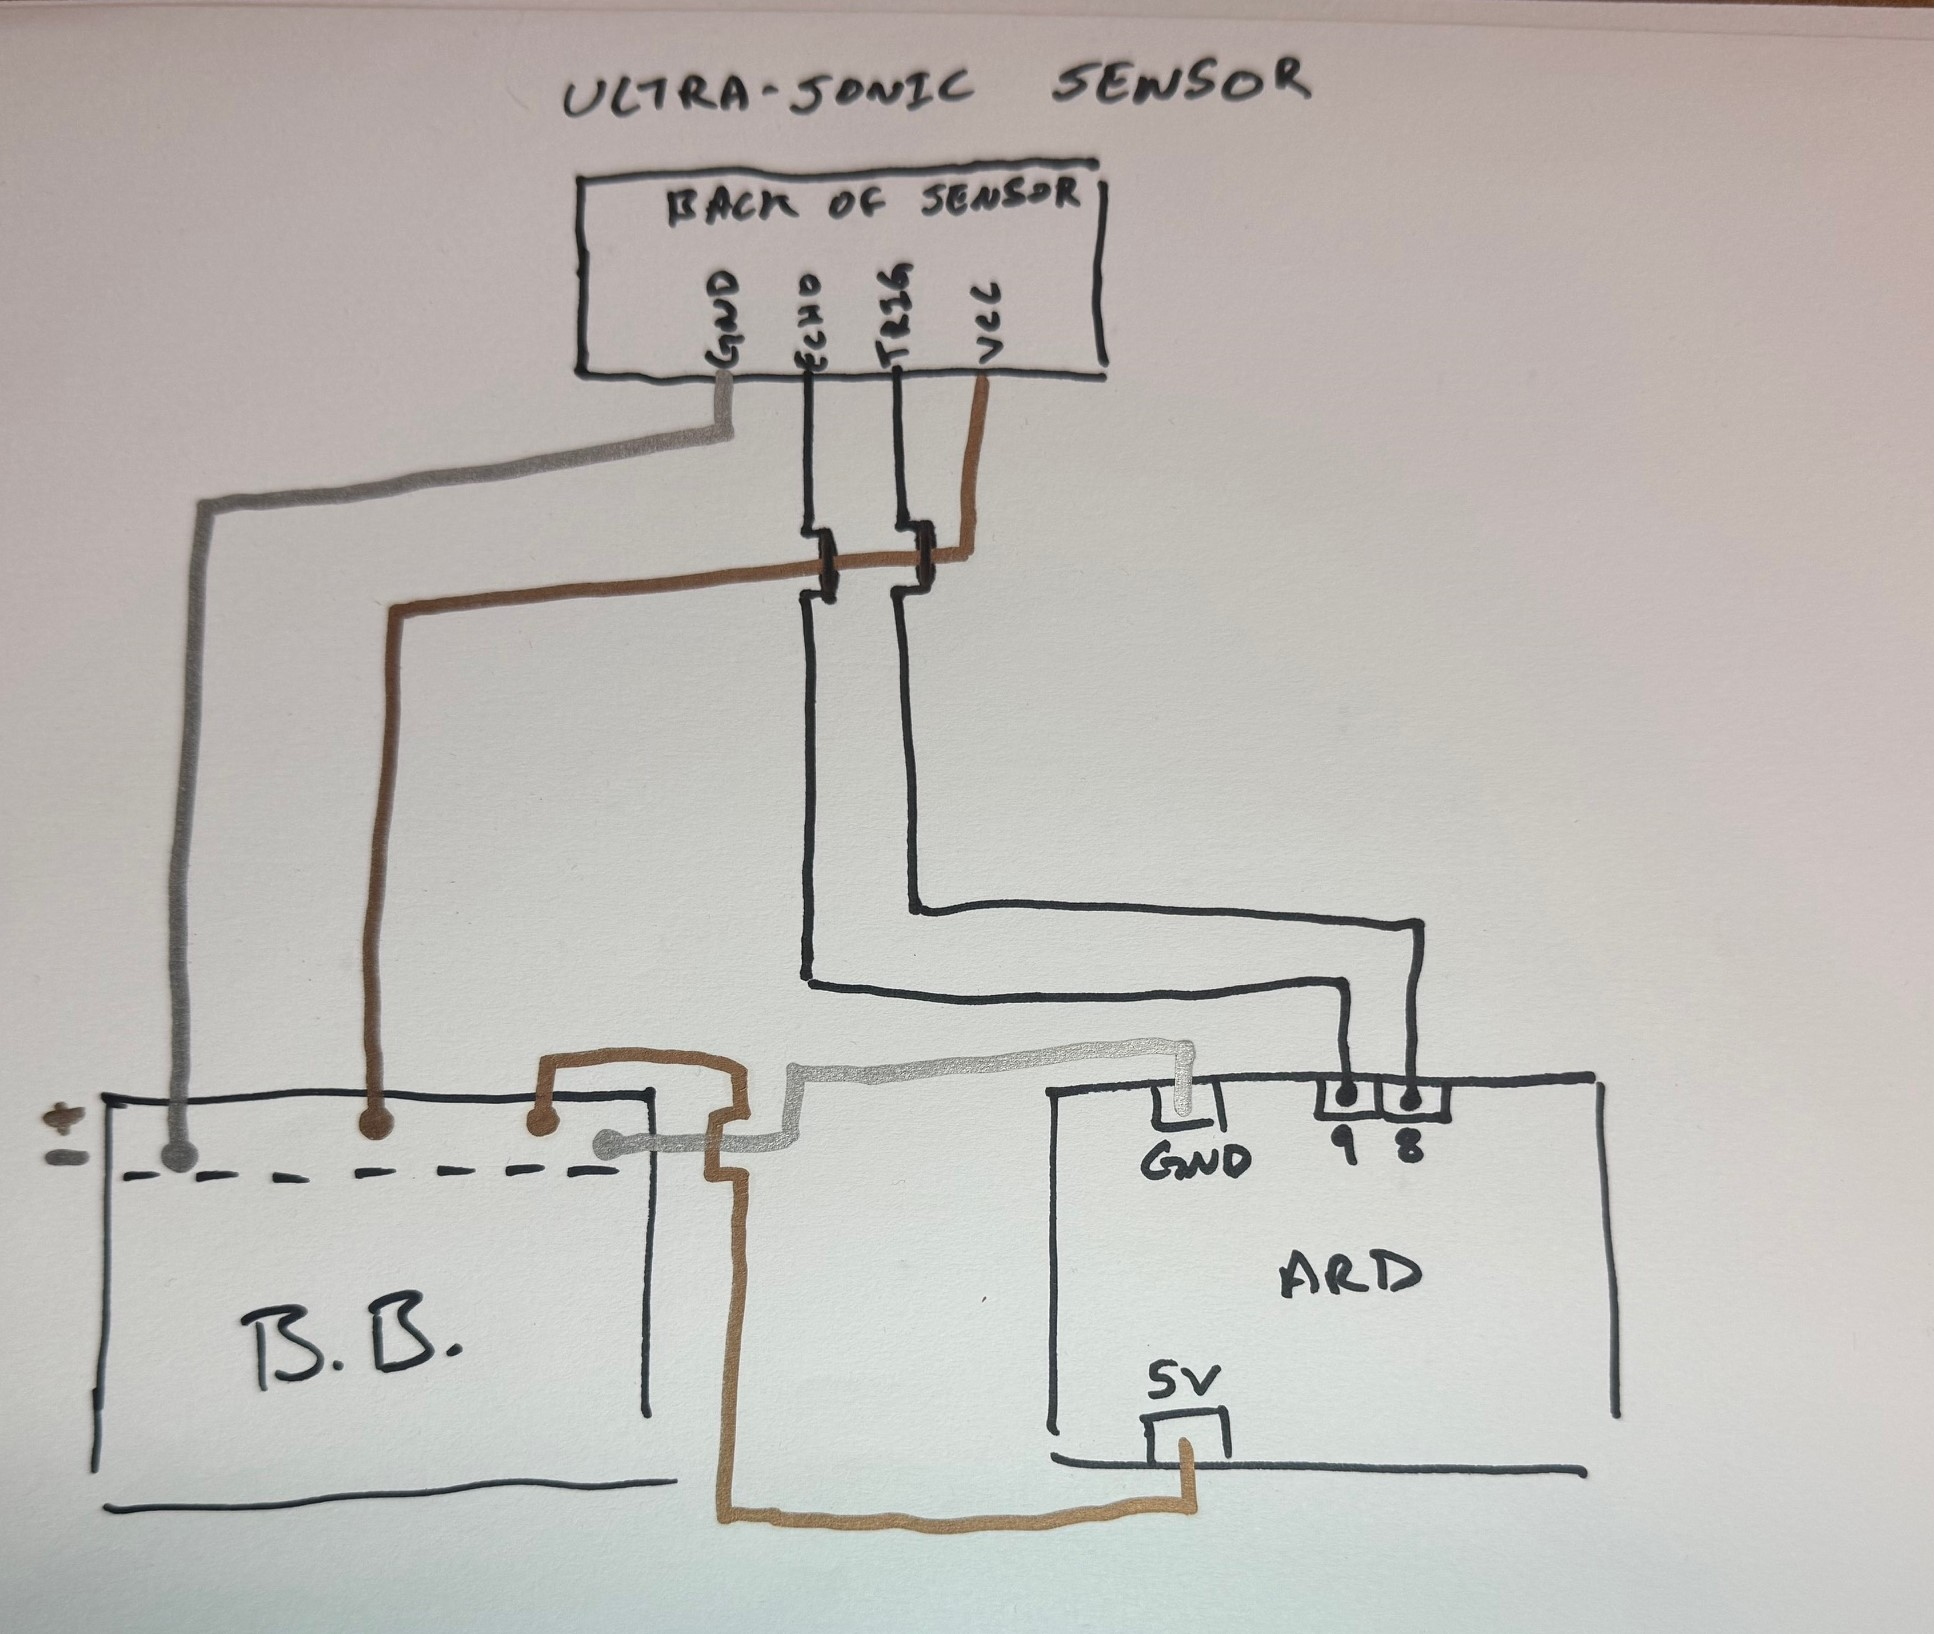 ULTRA-SONIC SENSOR
BACK OF SENSOR
GND ECHO TRIG VCC
+
-
GND 9 8
ARD
B.B.
5V